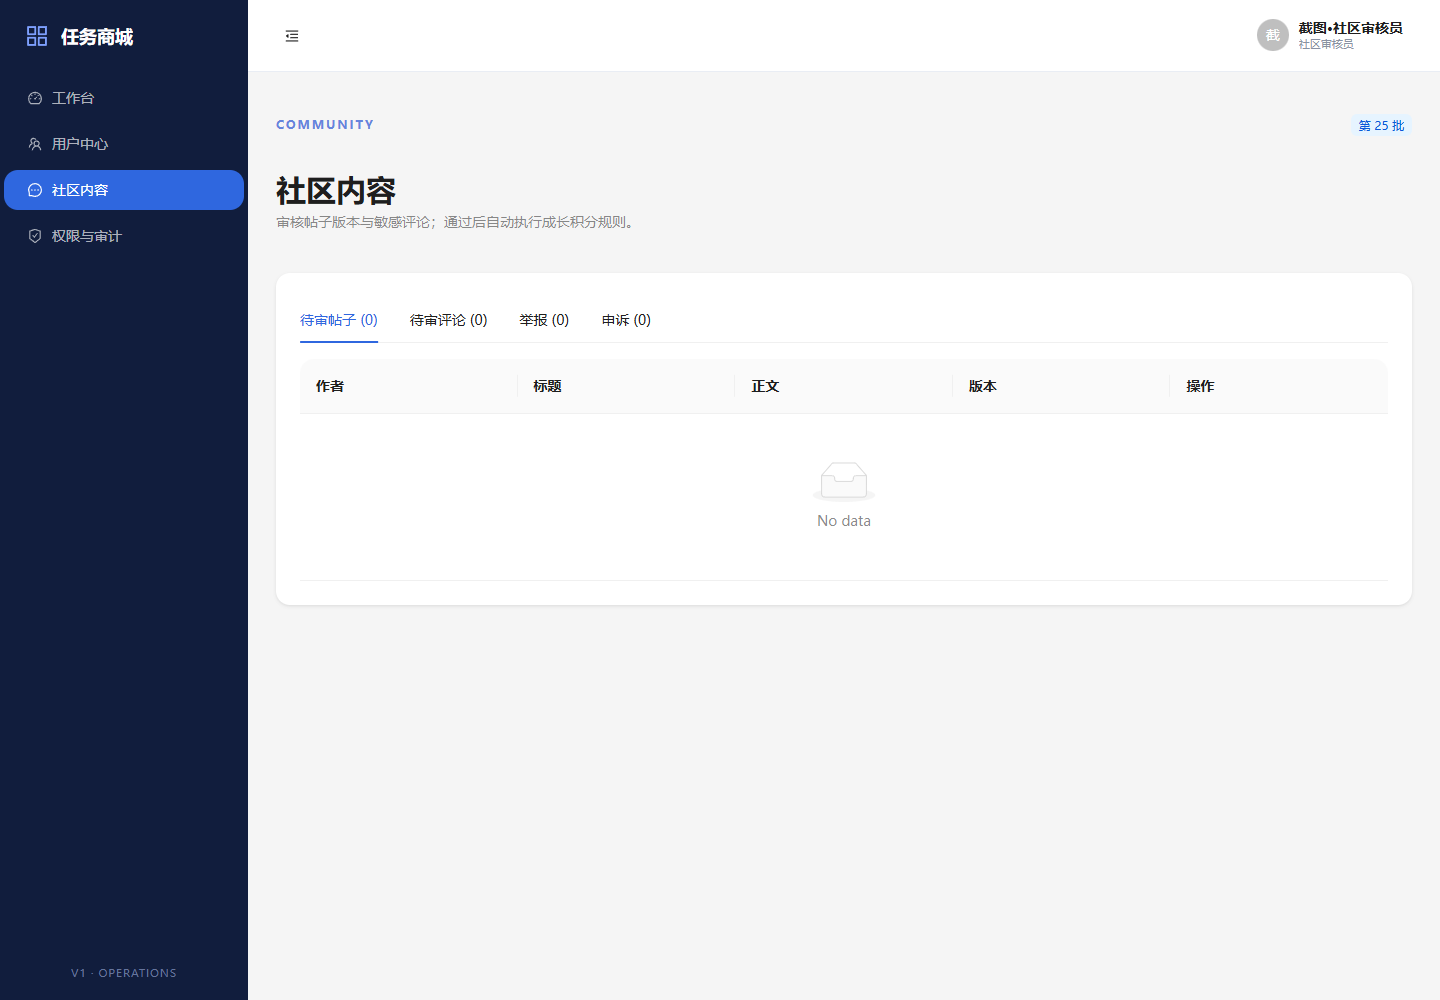 任务商城
工作台
用户中心
社区内容
权限与审计
V1 · OPERATIONS
截
截图•社区审核员
社区审核员
COMMUNITY
第 25 批
社区内容
审核帖子版本与敏感评论；通过后自动执行成长积分规则。
待审帖子 (0) 待审评论 (0) 举报 (0) 申诉 (0)
作者 标题 正文 版本 操作
No data